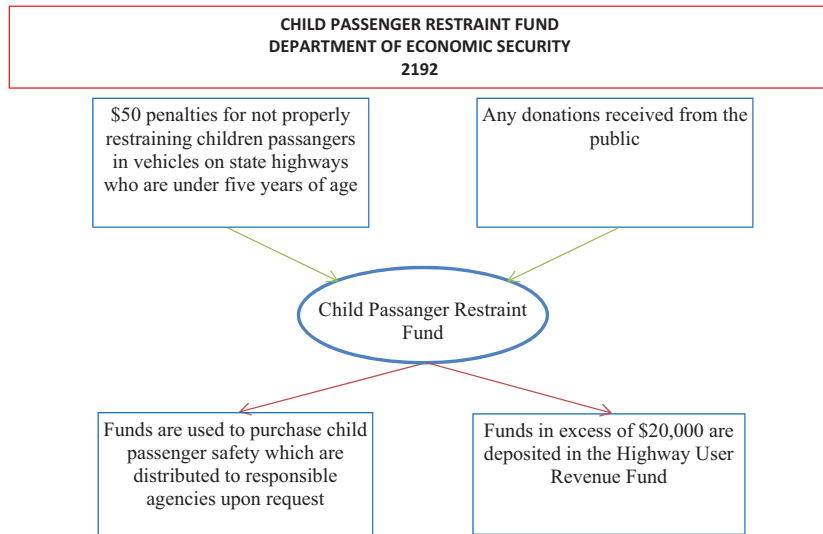 CHILD PASSENGER RESTRAINT FUND
DEPARTMENT OF ECONOMIC SECURITY
2192
$50 penalties for not properly
restraining children passangers
in vehicles on state highways
who are under five years of age
Any donations received from the
public
Child Passanger Restraint
Fund
Funds are used to purchase child
passenger safety which are
distributed to responsible
agencies upon request
Funds in excess of $20,000 are
deposited in the Highway User
Revenue Fund